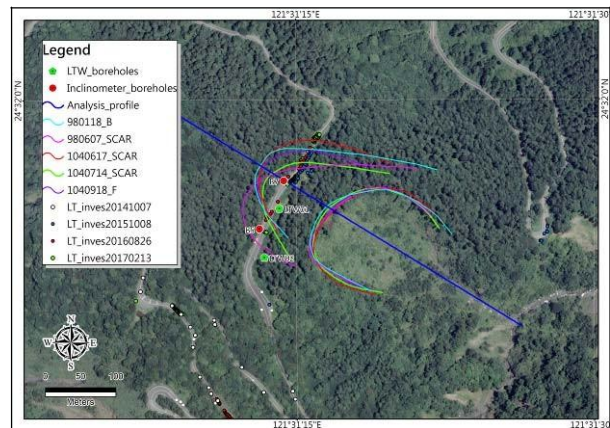 121°31'15"E
121°31'30"E
24°32'0"N
24°32'0"N
Legend
LTW_boreholes
Inclinometer_boreholes
Analysis_profile
980118_B
980607_SCAR
1040617_SCAR
1040714_SCAR
1040918_F
LT_inves20141007
LT_inves20151008
LT_inves20160826
LT_inves20170213
N
W
E
S
0
50
100
Meters
121°31'15"E
121°31'30"E